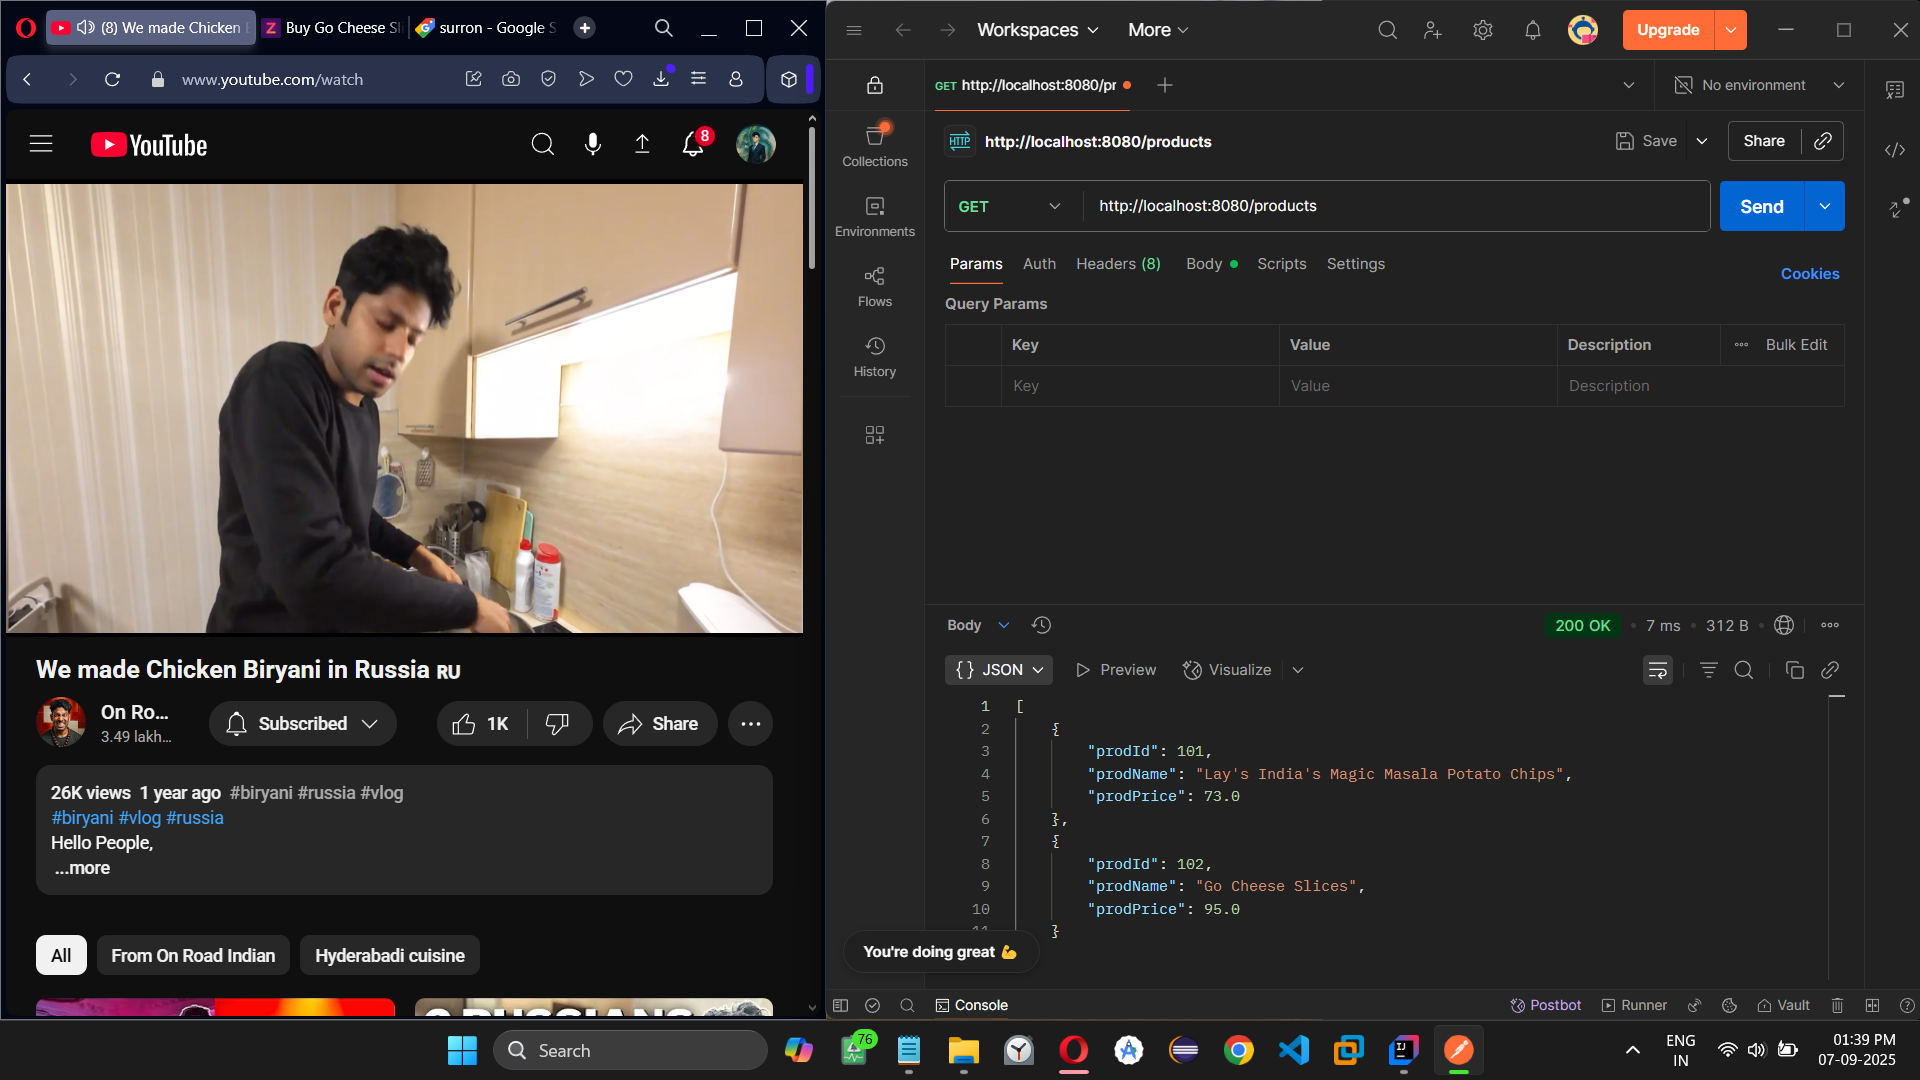 (8) We made Chicken
Buy Go Cheese Sli
surron - Google S
www.youtube.com/watch
YouTube
8
We made Chicken Biryani in Russia RU
On Ro...
3.49 lakh...
Subscribed
1K
Share
26K views 1 year ago #biryani #russia #vlog
#biryani #vlog #russia
Hello People,
...more
All
From On Road Indian
Hyderabadi cuisine
Workspaces
More
Upgrade
GET http://localhost:8080/pr
No environment
Collections
Environments
Flows
History
HTTP
http://localhost:8080/products
Save
Share
GET
http://localhost:8080/products
Send
Params
Auth
Headers (8)
Body
Scripts
Settings
Cookies
Query Params
Key
Value
Description
Bulk Edit
Key
Value
Description
Body
200 OK
7 ms
312 B
{} JSON
Preview
Visualize
1 [
2 {
3 "prodId": 101,
4 "prodName": "Lay's India's Magic Masala Potato Chips",
5 "prodPrice": 73.0
6 },
7 {
8 "prodId": 102,
9 "prodName": "Go Cheese Slices",
10 "prodPrice": 95.0
11 }
You're doing great 💪
Console
Postbot
Runner
Vault
Search
76
ENG
IN
01:39 PM
07-09-2025